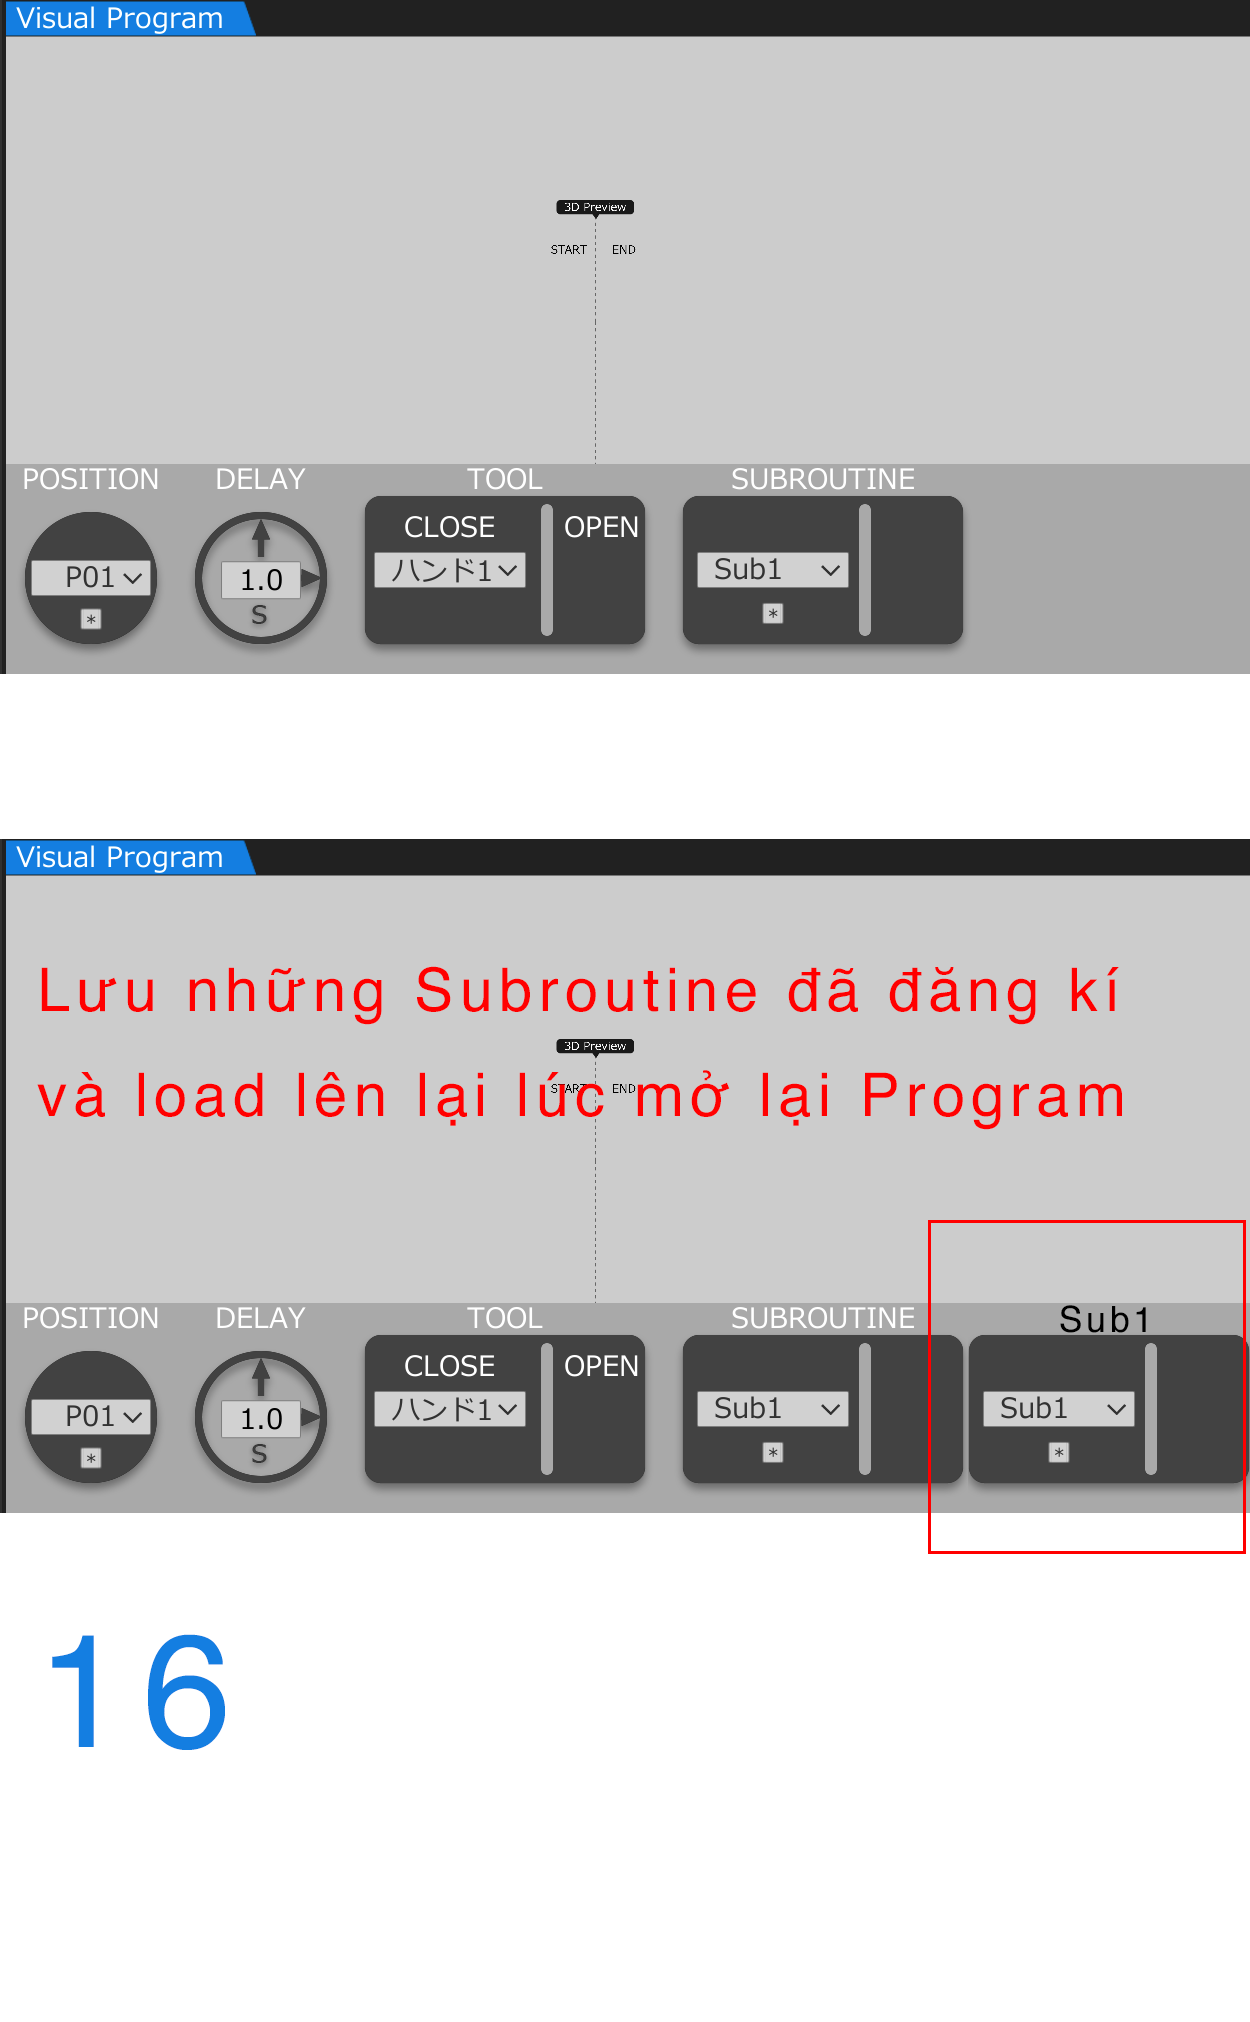 Visual Program
3D Preview
START END
POSITION DELAY TOOL SUBROUTINE
CLOSE OPEN
P01 1.0 ハンド1 Sub1
* S *
Visual Program
Lưu những Subroutine đã đăng kí
3D Preview
START END
và load lên lại lúc mở lại Program
POSITION DELAY TOOL SUBROUTINE Sub1
CLOSE OPEN
P01 1.0 ハンド1 Sub1 Sub1
* S * *
16